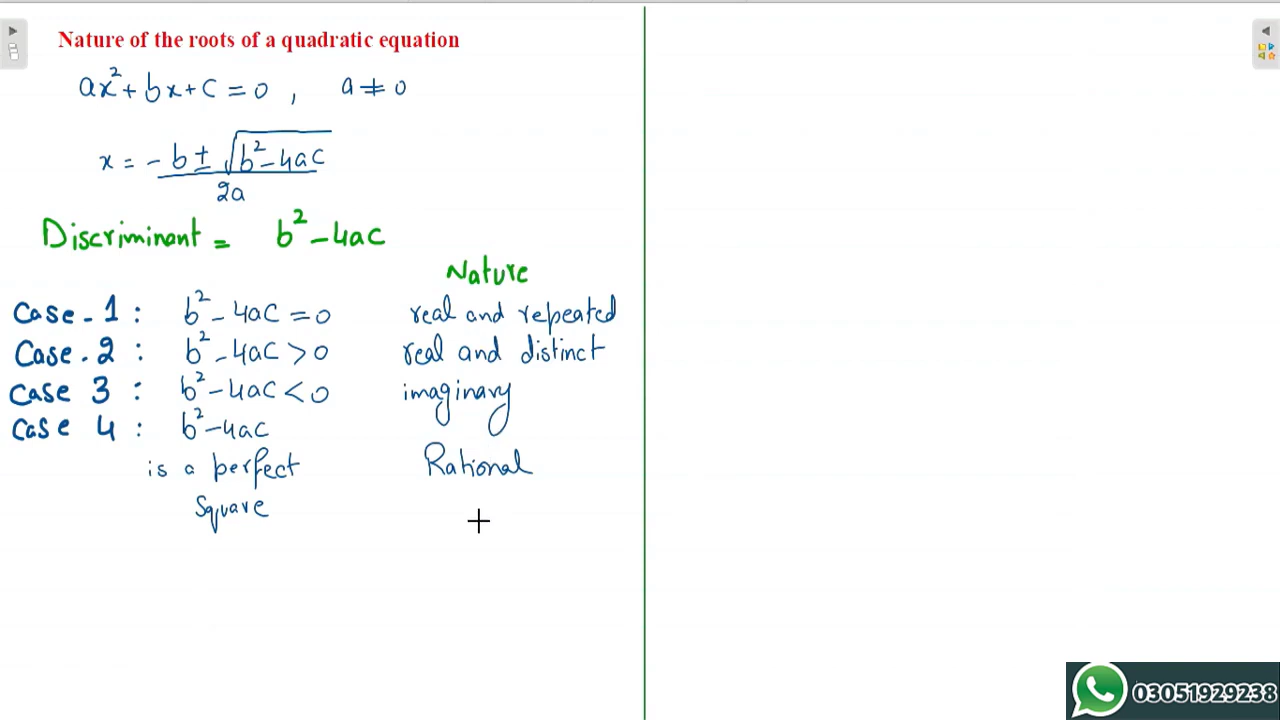 Nature of the roots of a quadratic equation
ax²+bx+c=0 , a≠0
x = -b ± √b²-4ac
2a
Discriminant = b²-4ac
Nature
Case-1: b²-4ac=0 real and repeated
Case.2: b²-4ac>0 real and distinct
Case 3: b²-4ac<0 imaginary
Case 4: b²-4ac
is a perfect Rational
Square
03051929238